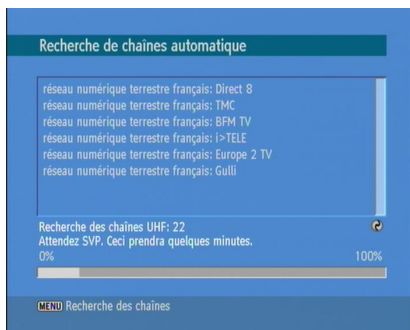 Recherche de chaînes automatique
réseau numérique terrestre français: Direct 8
réseau numérique terrestre français: TMC
réseau numérique terrestre français: BFM TV
réseau numérique terrestre français: i>TELE
réseau numérique terrestre français: Europe 2 TV
réseau numérique terrestre français: Gulli
Recherche des chaînes UHF: 22
Attendez SVP. Ceci prendra quelques minutes.
0% 100%
MENU Recherche des chaînes